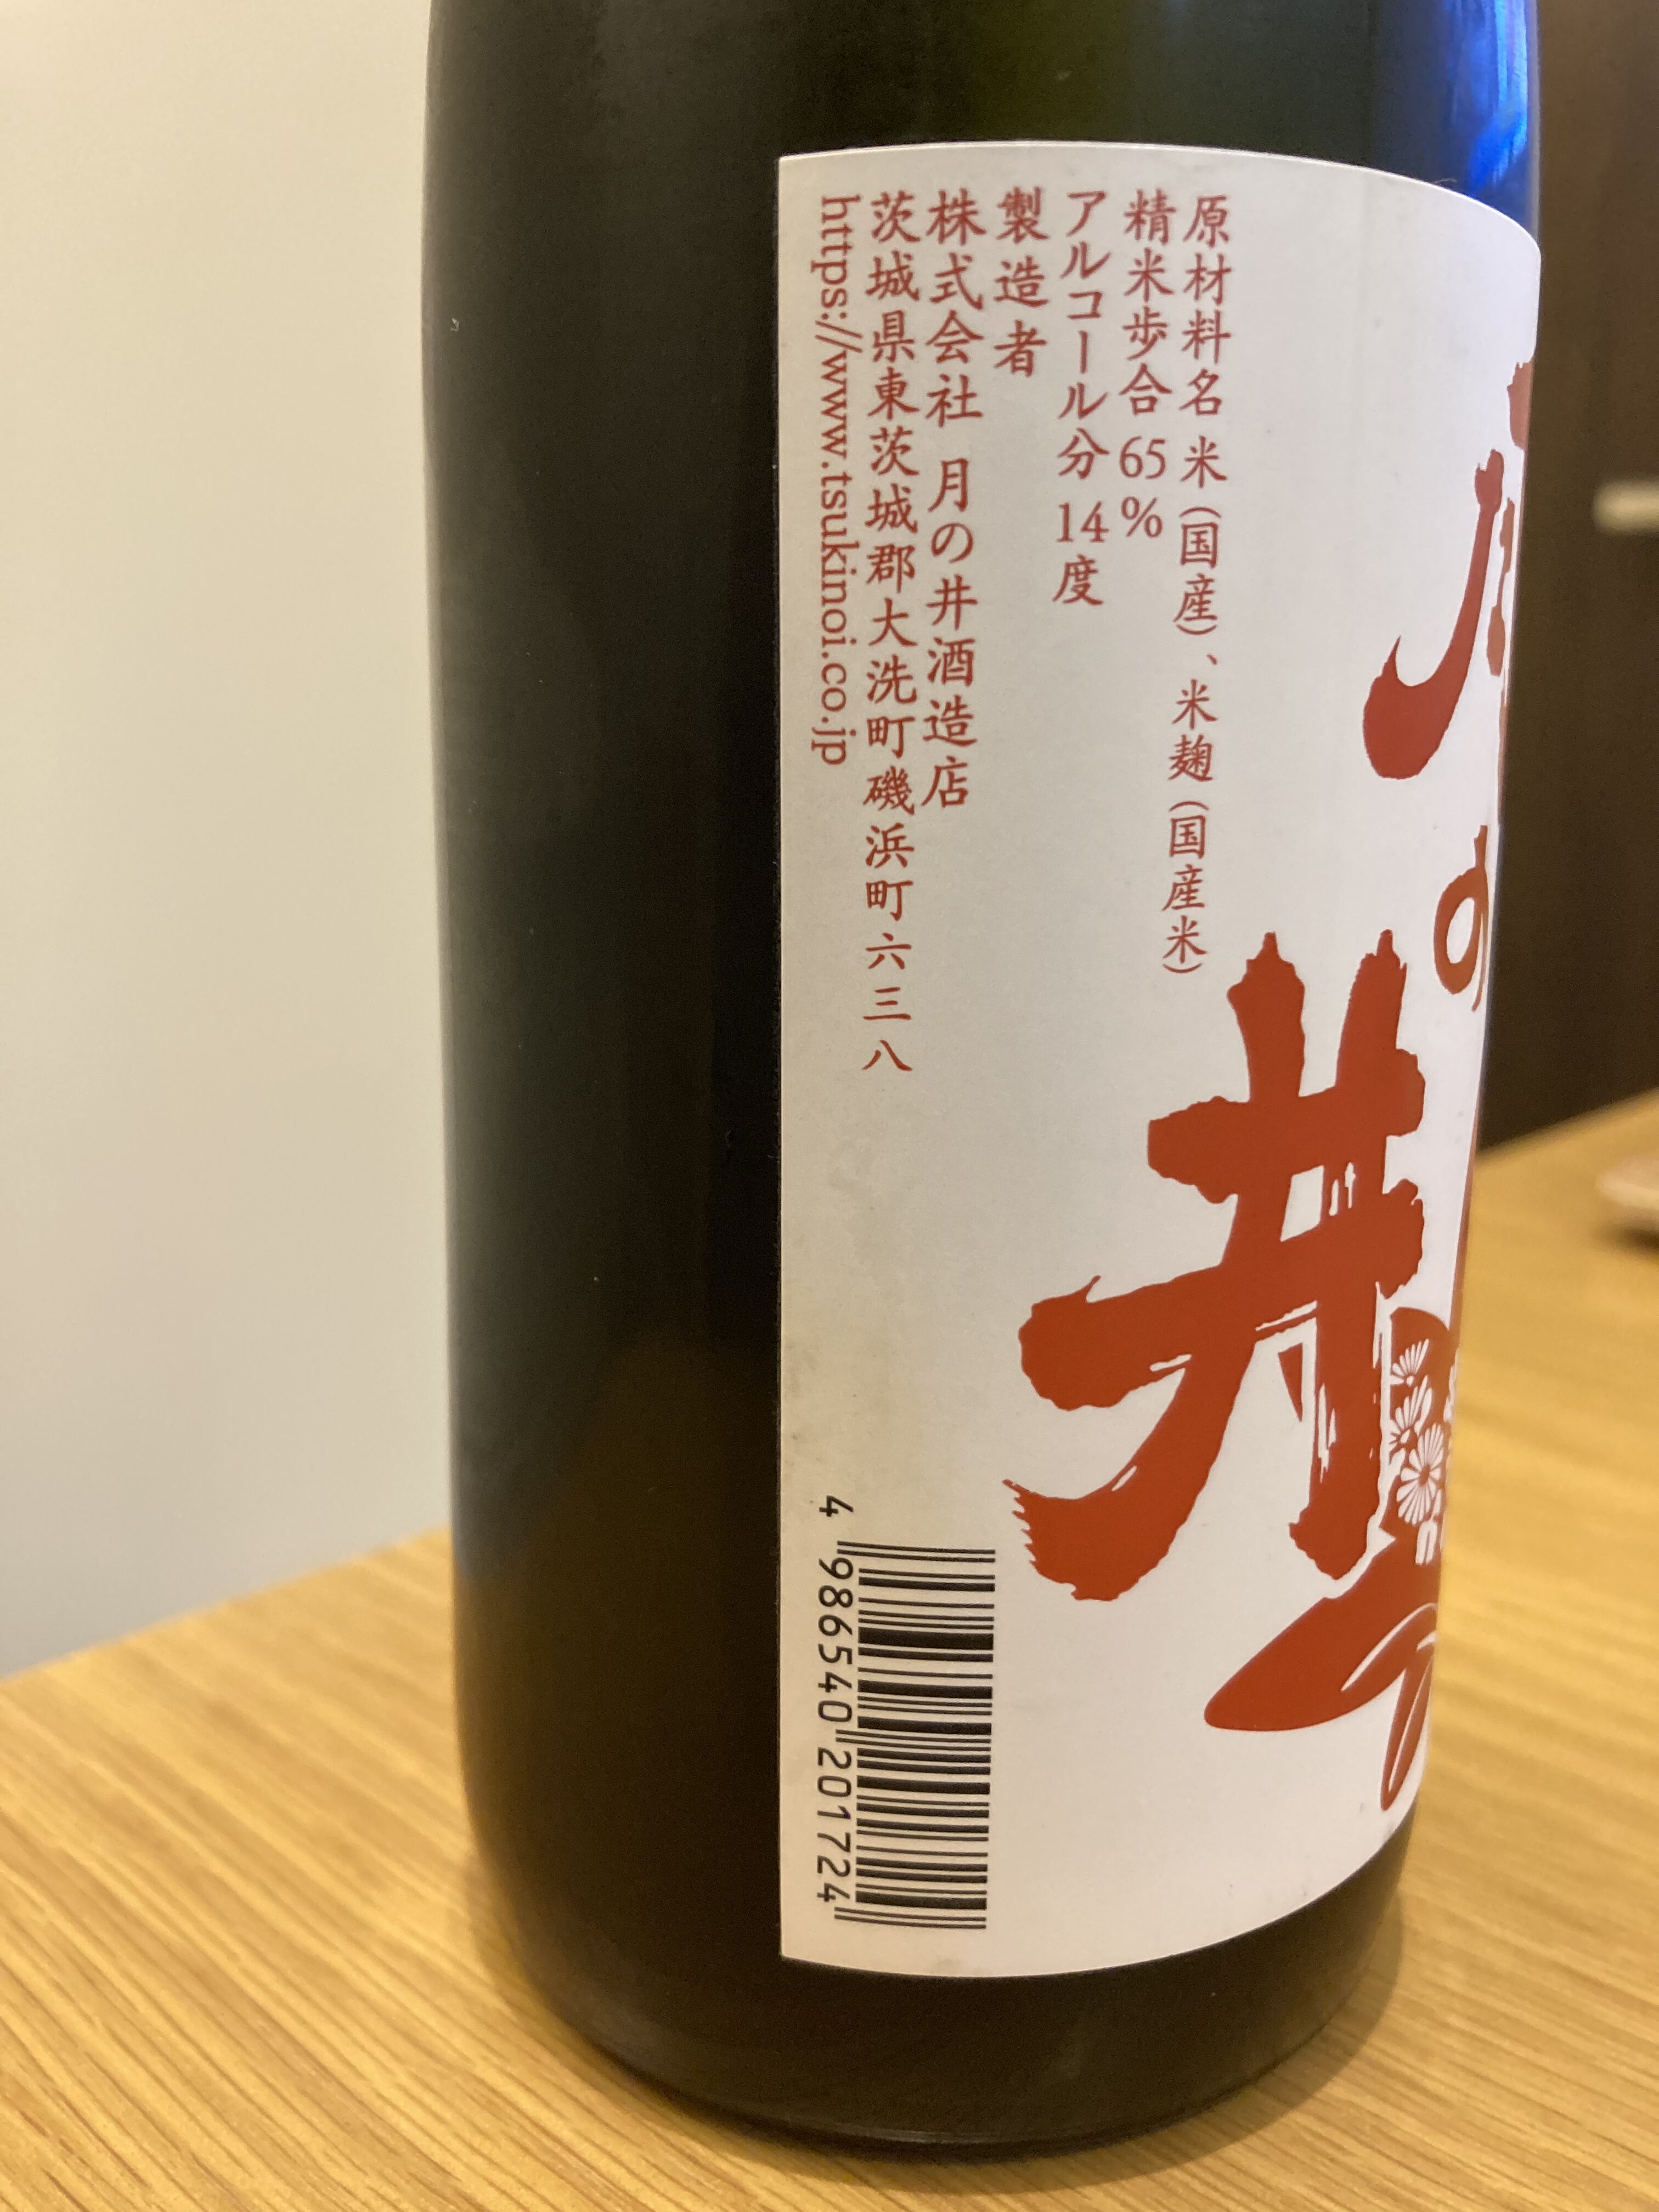 月の井
原材料名 米(国産)、米麹(国産米)
精米歩合 65%
アルコール分 14度
製造者
株式会社 月の井酒造店
茨城県東茨城郡大洗町磯浜町六三八
https://www.tsukinoi.co.jp
4 986540 201724